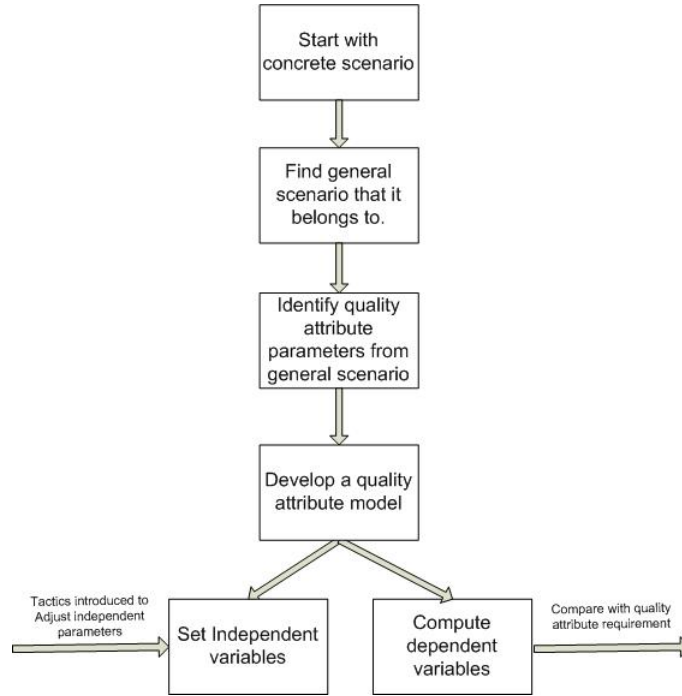 Start with
concrete scenario
Find general
scenario that it
belongs to.
Identify quality
attribute
parameters from
general scenario
Develop a quality
attribute model
Tactics introduced to
Adjust independent
parameters
Set Independent
variables
Compute
dependent
variables
Compare with quality
attribute requirement